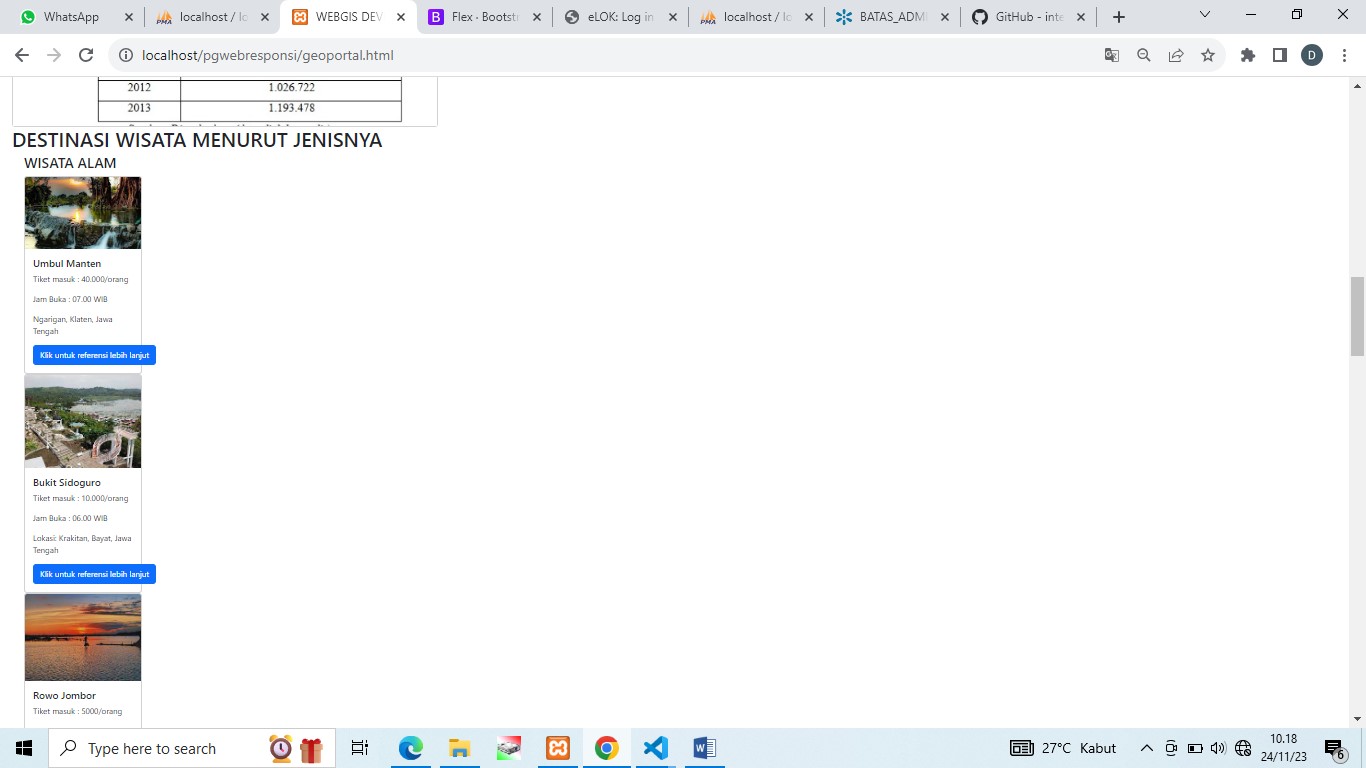 WhatsApp
localhost / lo
WEBGIS DEV
Flex · Bootstr
eLOK: Log in
localhost / lo
BATAS_ADMI
GitHub - inte
localhost/pgwebresponsi/geoportal.html
D
2012 1.026.722
2013 1.193.478
DESTINASI WISATA MENURUT JENISNYA
WISATA ALAM
Umbul Manten
Tiket masuk : 40.000/orang
Jam Buka : 07.00 WIB
Ngarigan, Klaten, Jawa
Tengah
Klik untuk referensi lebih lanjut
Bukit Sidoguro
Tiket masuk : 10.000/orang
Jam Buka : 06.00 WIB
Lokasi: Krakitan, Bayat, Jawa
Tengah
Klik untuk referensi lebih lanjut
Rowo Jombor
Tiket masuk : 5000/orang
Type here to search
27°C Kabut
10.18
24/11/23
6